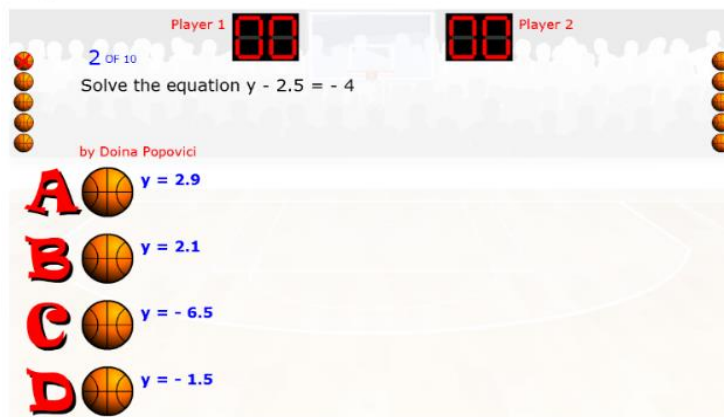 Player 1
00
00
Player 2
2 OF 10
Solve the equation y - 2.5 = - 4
by Doina Popovici
A y = 2.9
B y = 2.1
C y = - 6.5
D y = - 1.5